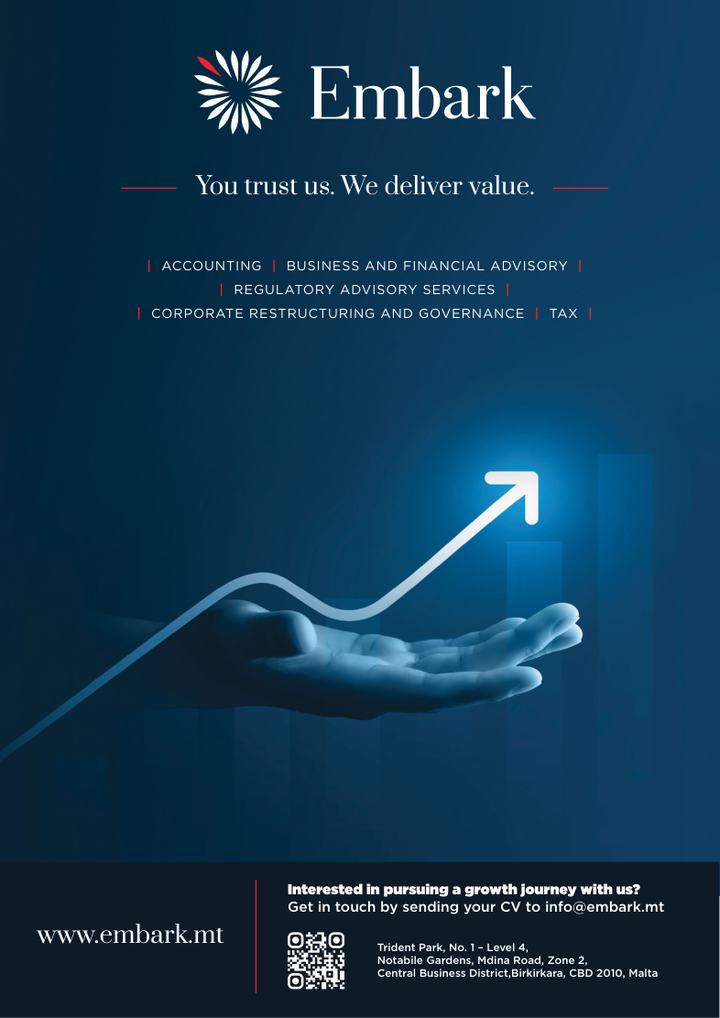 Embark
You trust us. We deliver value.
| ACCOUNTING | BUSINESS AND FINANCIAL ADVISORY |
| REGULATORY ADVISORY SERVICES |
| CORPORATE RESTRUCTURING AND GOVERNANCE | TAX |
www.embark.mt
Interested in pursuing a growth journey with us?
Get in touch by sending your CV to info@embark.mt
Trident Park, No. 1 – Level 4,
Notabile Gardens, Mdina Road, Zone 2,
Central Business District,Birkirkara, CBD 2010, Malta